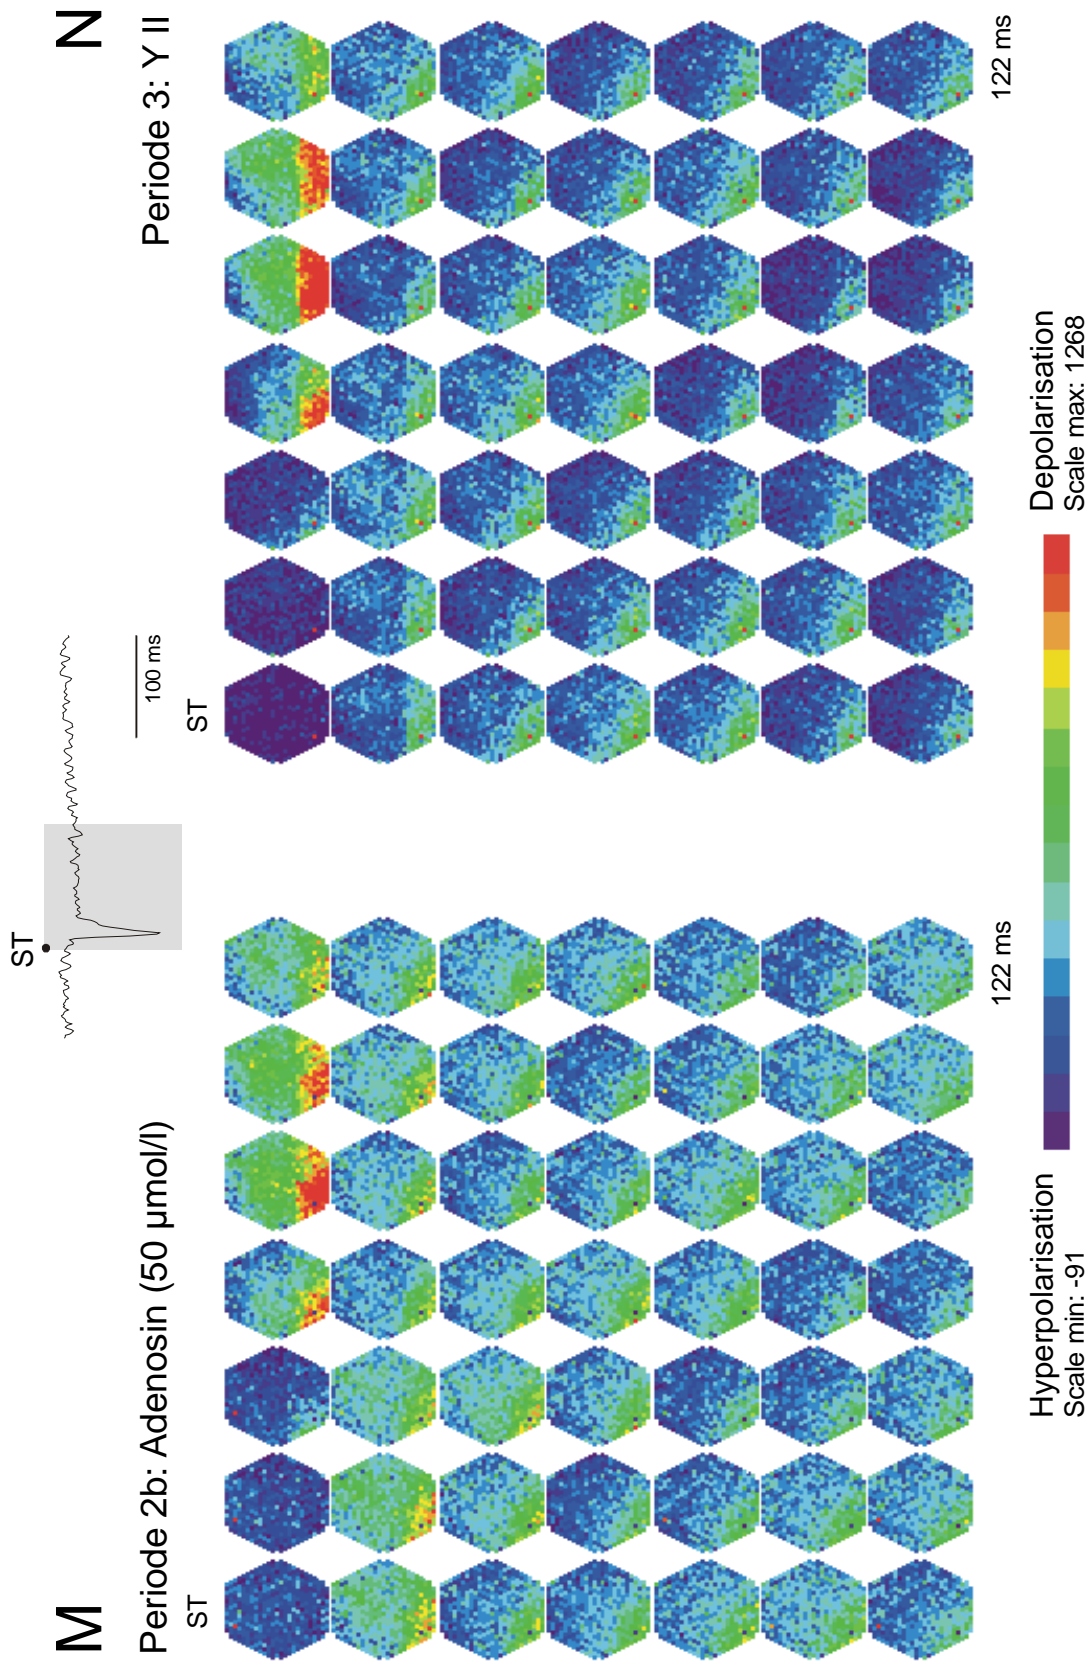 M
N
Periode 2b: Adenosin (50 µmol/l)
Periode 3: Y II
ST
100 ms
ST
ST
122 ms
122 ms
Hyperpolarisation
Scale min: -91
Depolarisation
Scale max: 1268